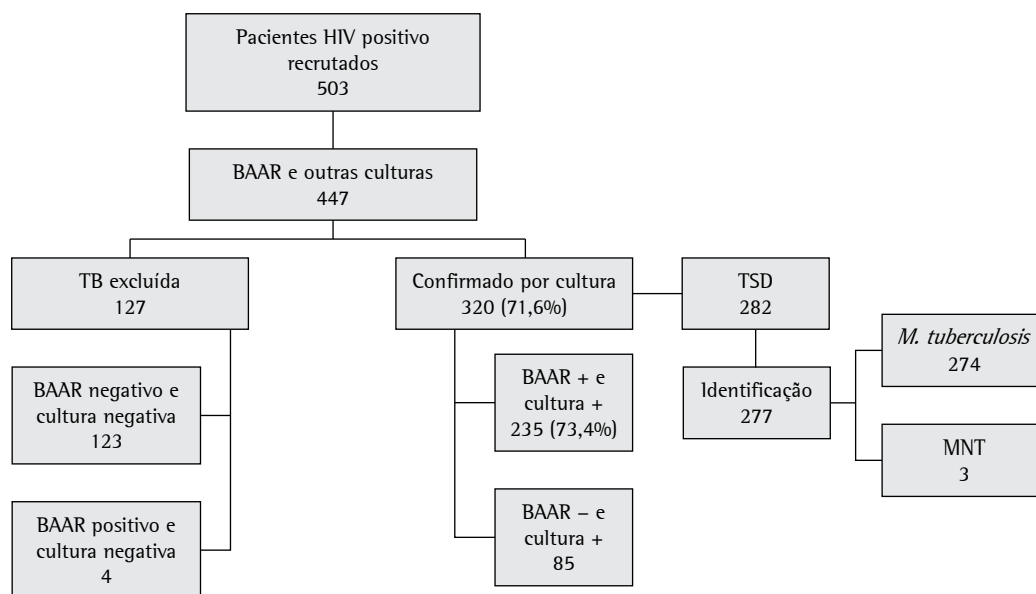 Pacientes HIV positivo
recrutados
503
BAAR e outras culturas
447
TB excluída
127
Confirmado por cultura
320 (71,6%)
TSD
282
BAAR negativo e
cultura negativa
123
BAAR + e
cultura +
235 (73,4%)
Identificação
277
M. tuberculosis
274
MNT
3
BAAR positivo e
cultura negativa
4
BAAR – e
cultura +
85